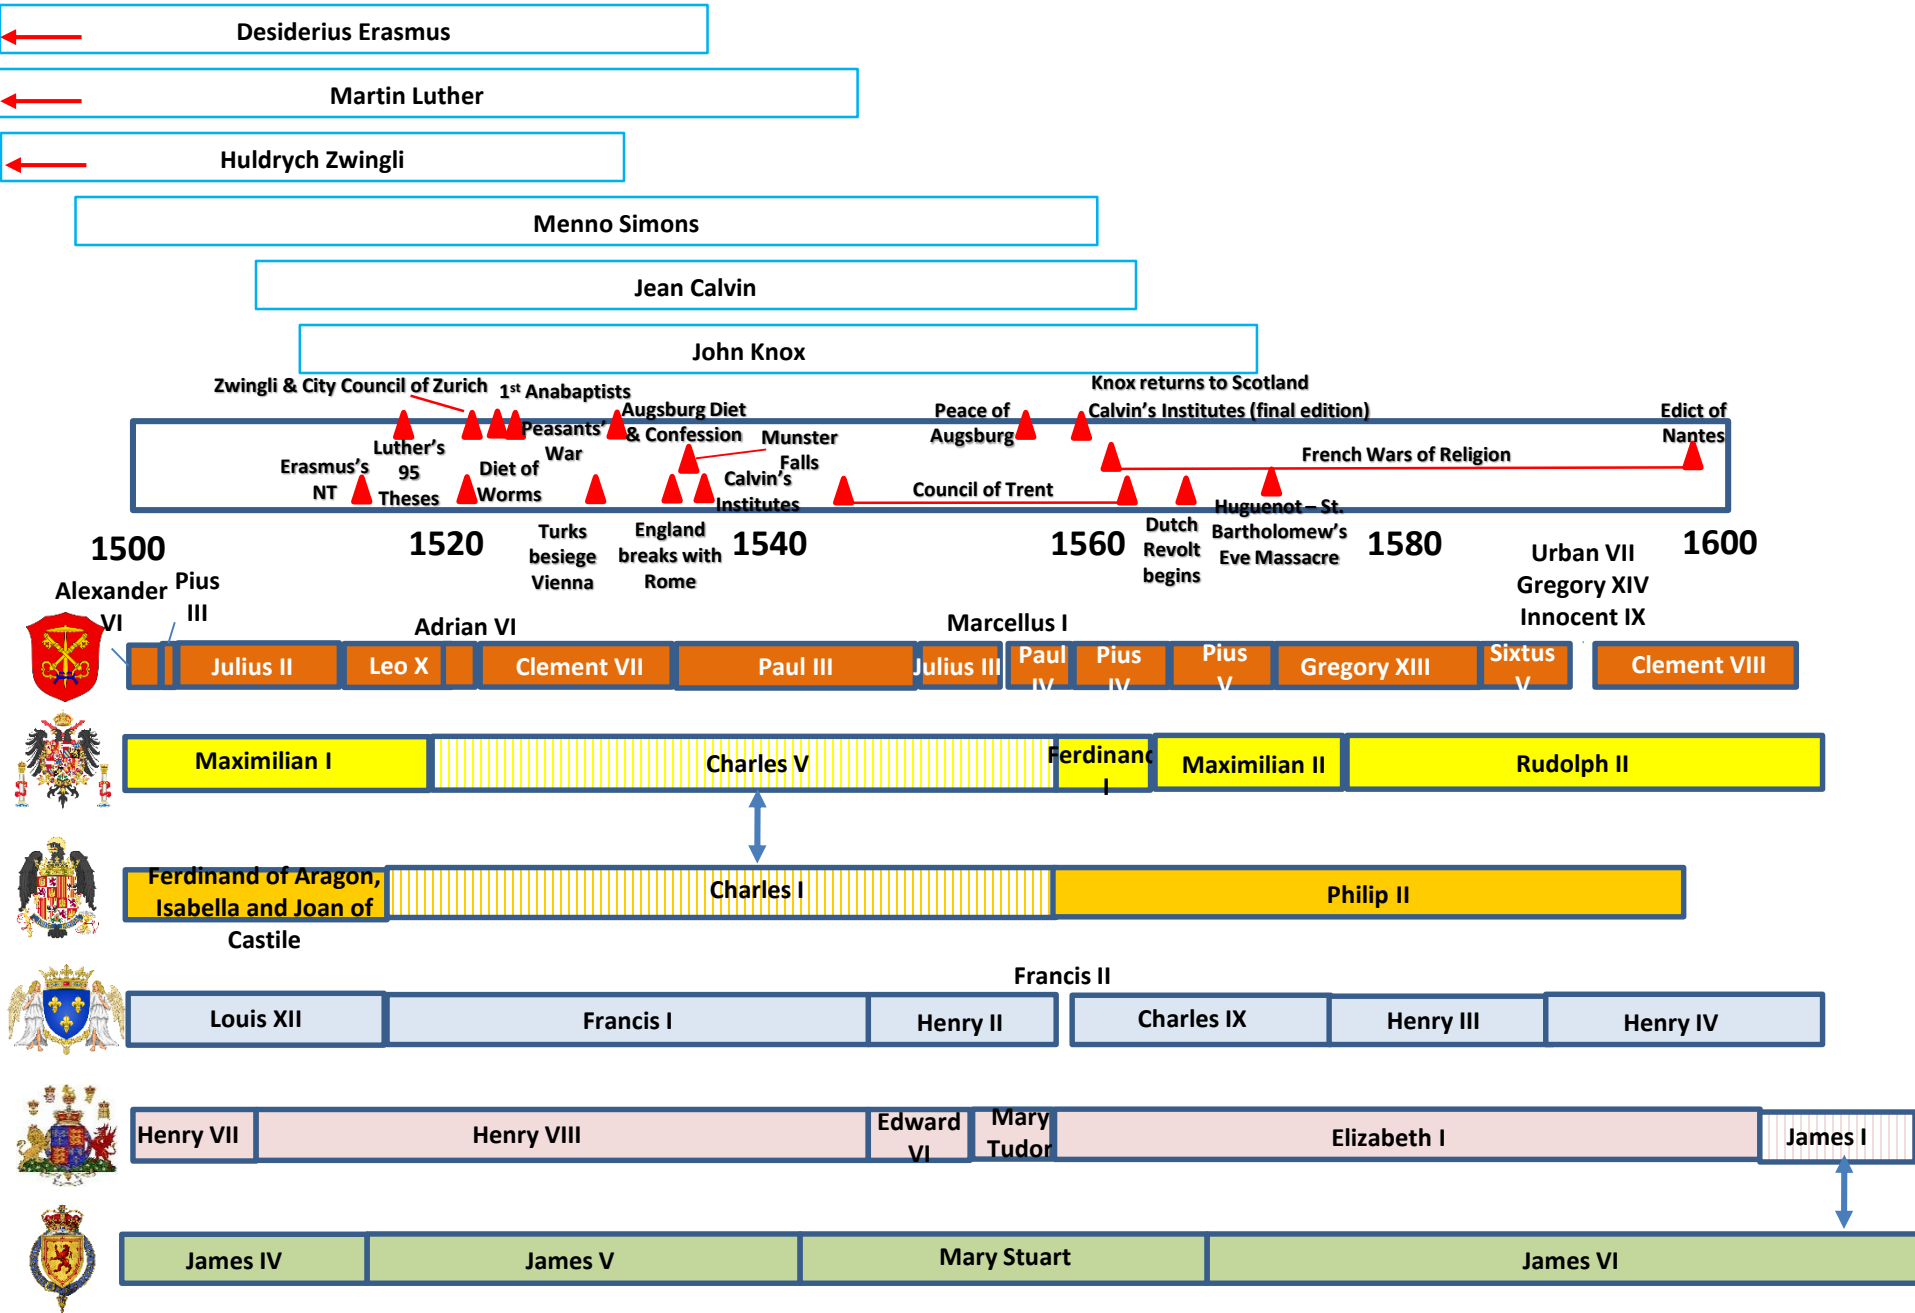 Desiderius Erasmus
Martin Luther
Huldrych Zwingli
Menno Simons
Jean Calvin
John Knox
Zwingli & City Council of Zurich
1st Anabaptists
Knox returns to Scotland
Calvin’s Institutes (final edition)
Augsburg Diet
& Confession
Peace of
Augsburg
Edict of
Nantes
Peasants’
War
Luther’s
95
Theses
Munster
Falls
French Wars of Religion
Erasmus’s
NT
Diet of
Worms
Calvin’s
Institutes
Council of Trent
Huguenot – St.
Bartholomew’s
Eve Massacre
Turks
besiege
Vienna
England
breaks with
Rome
Dutch
Revolt
begins
1500
1520
1540
1560
1580
1600
Alexander
VI
Pius
III
Adrian VI
Marcellus I
Urban VII
Gregory XIV
Innocent IX
Julius II
Leo X
Clement VII
Paul III
Julius III
Paul
IV
Pius
IV
Pius
V
Gregory XIII
Sixtus
V
Clement VIII
Maximilian I
Charles V
Ferdinand
I
Maximilian II
Rudolph II
Ferdinand of Aragon,
Isabella and Joan of
Castile
Charles I
Philip II
Francis II
Louis XII
Francis I
Henry II
Charles IX
Henry III
Henry IV
Henry VII
Henry VIII
Edward
VI
Mary
Tudor
Elizabeth I
James I
James IV
James V
Mary Stuart
James VI